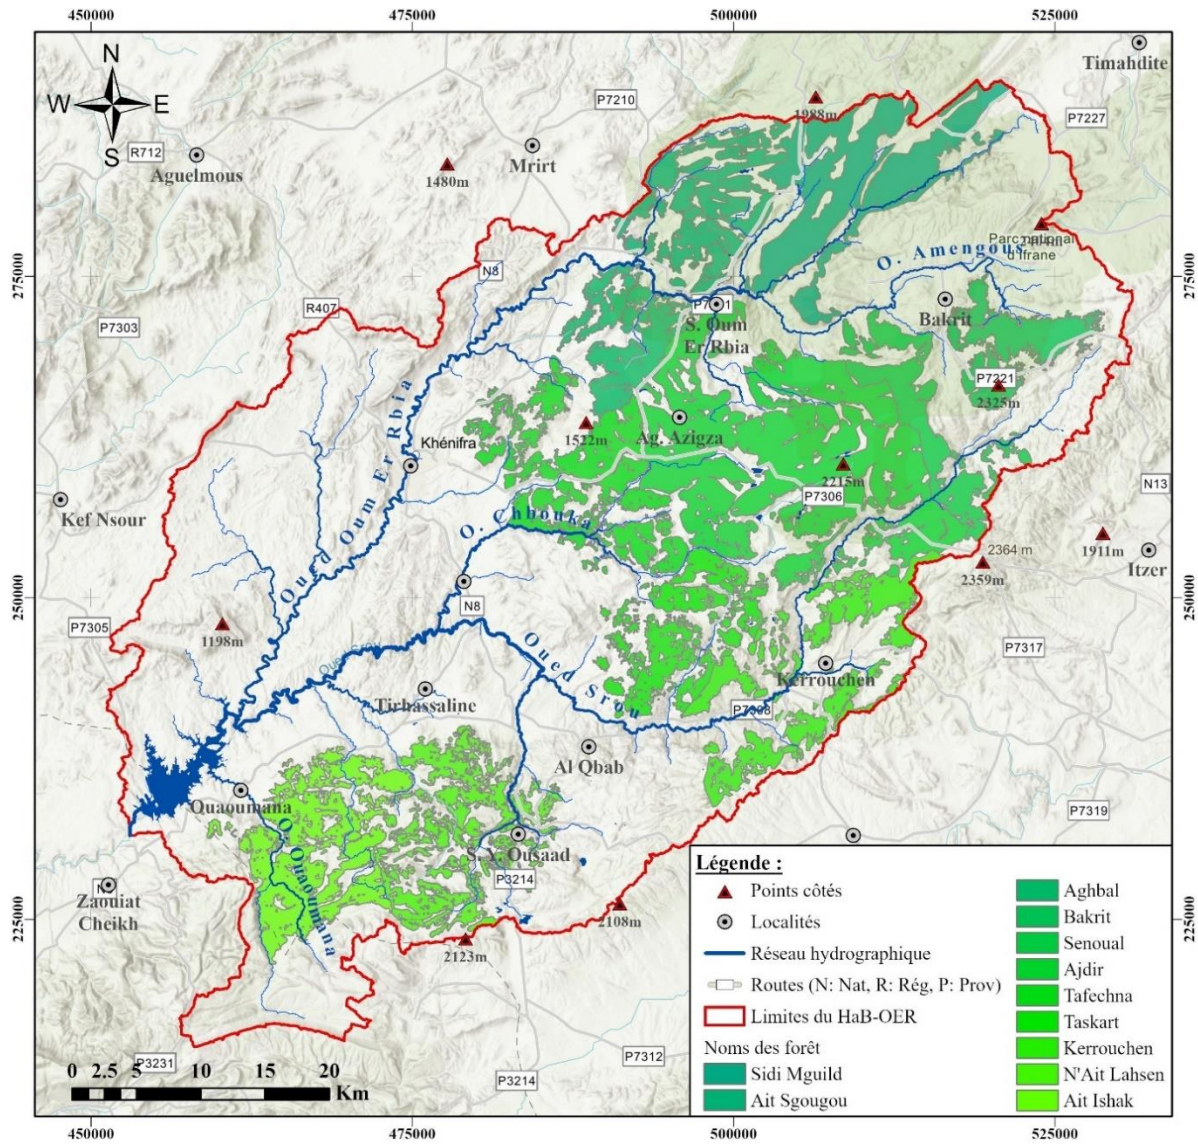 450000
475000
500000
525000
N
W
E
S
Timahdite
P7210
1988m
P7227
R712
Aguelmous
Mrirt
1480m
275000
275000
Parc national
d'Ifrane
O. Amengous
N8
R407
P7303
S. Oum
Er Rbia
Bakrit
P7221
2325m
Oued Oum Er Rbia
Khénifra
1522m
Ag. Azigza
2215m
P7306
N13
Kef Nsour
O. Chbouka
2364 m
1911m
2359m
Itzer
250000
250000
N8
P7305
1198m
Oued Srou
P7317
Kerrouchen
Tirhassaline
P7308
Al Qbab
Ouaoumana
P7319
S. Y. Ousaad
O. Ouaoumana
P3214
Zaouiat
Cheikh
225000
225000
2108m
2123m
P3231
P7312
P3214
0 2.5 5 10 15 20
Km
Légende :
Points côtés
Localités
Réseau hydrographique
Routes (N: Nat, R: Rég, P: Prov)
Limites du HaB-OER
Noms des forêt
Sidi Mguild
Ait Sgougou
Aghbal
Bakrit
Senoual
Ajdir
Tafechna
Taskart
Kerrouchen
N'Ait Lahsen
Ait Ishak
450000
475000
500000
525000